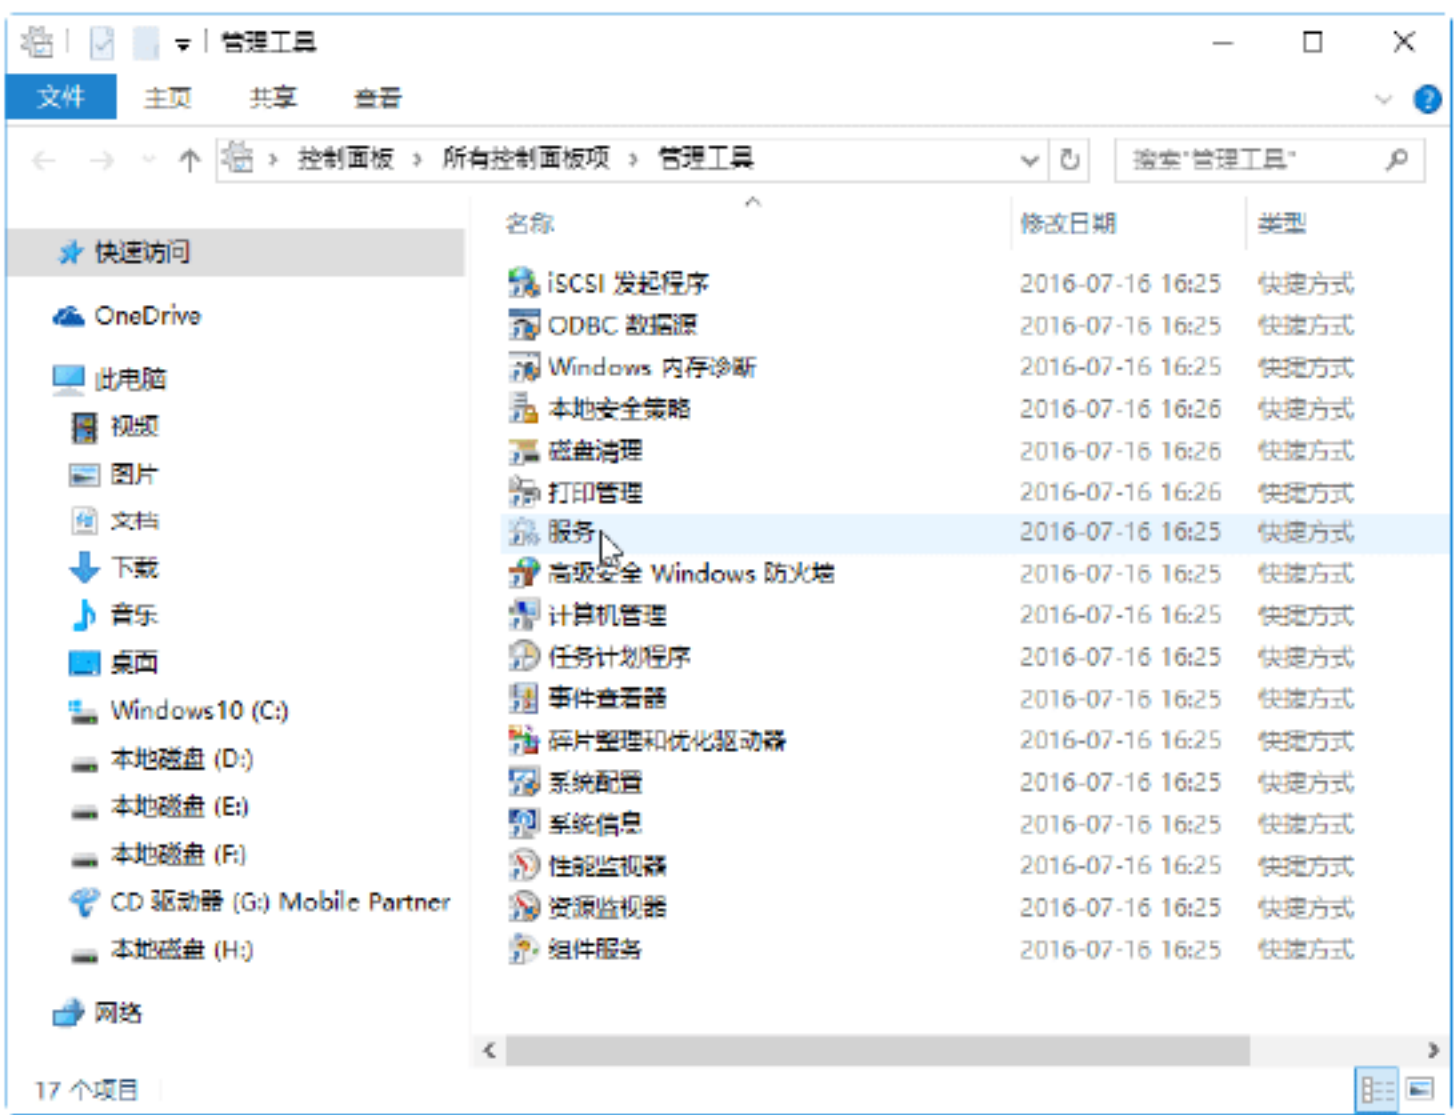 管理工具
文件 主页 共享 查看
控制面板 › 所有控制面板项 › 管理工具 搜索"管理工具"
名称 修改日期 类型
快速访问
OneDrive
此电脑
视频
图片
文档
下载
音乐
桌面
Windows10 (C:)
本地磁盘 (D:)
本地磁盘 (E:)
本地磁盘 (F:)
CD 驱动器 (G:) Mobile Partner
本地磁盘 (H:)
网络
iSCSI 发起程序 2016-07-16 16:25 快捷方式
ODBC 数据源 2016-07-16 16:25 快捷方式
Windows 内存诊断 2016-07-16 16:25 快捷方式
本地安全策略 2016-07-16 16:26 快捷方式
磁盘清理 2016-07-16 16:26 快捷方式
打印管理 2016-07-16 16:26 快捷方式
服务 2016-07-16 16:25 快捷方式
高级安全 Windows 防火墙 2016-07-16 16:25 快捷方式
计算机管理 2016-07-16 16:25 快捷方式
任务计划程序 2016-07-16 16:25 快捷方式
事件查看器 2016-07-16 16:25 快捷方式
碎片整理和优化驱动器 2016-07-16 16:25 快捷方式
系统配置 2016-07-16 16:25 快捷方式
系统信息 2016-07-16 16:25 快捷方式
性能监视器 2016-07-16 16:25 快捷方式
资源监视器 2016-07-16 16:25 快捷方式
组件服务 2016-07-16 16:25 快捷方式
17 个项目